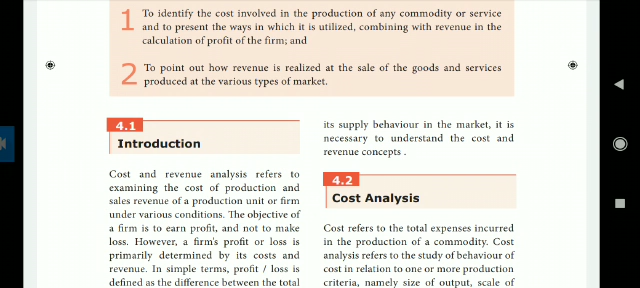 1 To identify the cost involved in the production of any commodity or service
and to present the ways in which it is utilized, combining with revenue in the
calculation of profit of the firm; and
2 To point out how revenue is realized at the sale of the goods and services
produced at the various types of market.
4.1
Introduction
Cost and revenue analysis refers to
examining the cost of production and
sales revenue of a production unit or firm
under various conditions. The objective of
a firm is to earn profit, and not to make
loss. However, a firm's profit or loss is
primarily determined by its costs and
revenue. In simple terms, profit / loss is
defined as the difference between the total
its supply behaviour in the market, it is
necessary to understand the cost and
revenue concepts .
4.2
Cost Analysis
Cost refers to the total expenses incurred
in the production of a commodity. Cost
analysis refers to the study of behaviour of
cost in relation to one or more production
criteria, namely size of output, scale of